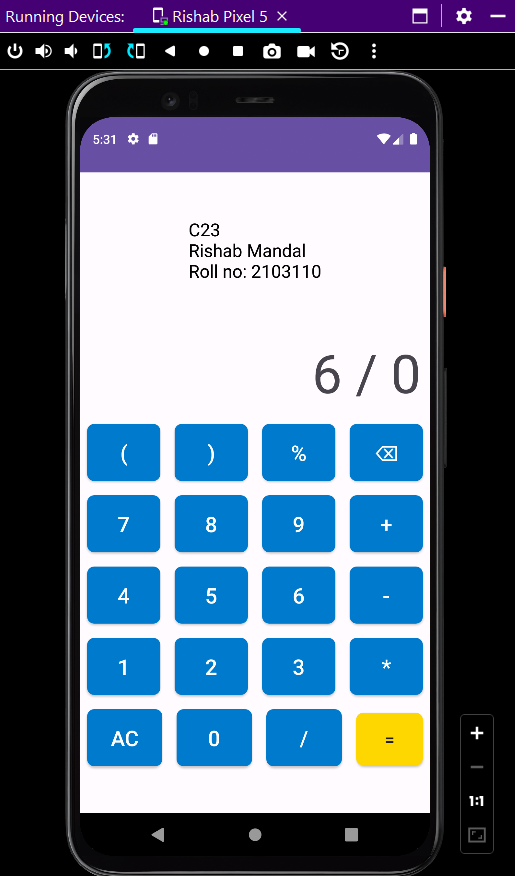 Running Devices: Rishab Pixel 5
5:31
C23
Rishab Mandal
Roll no: 2103110
6 / 0
( ) %
7 8 9 +
4 5 6 -
1 2 3 *
AC 0 / =
1:1